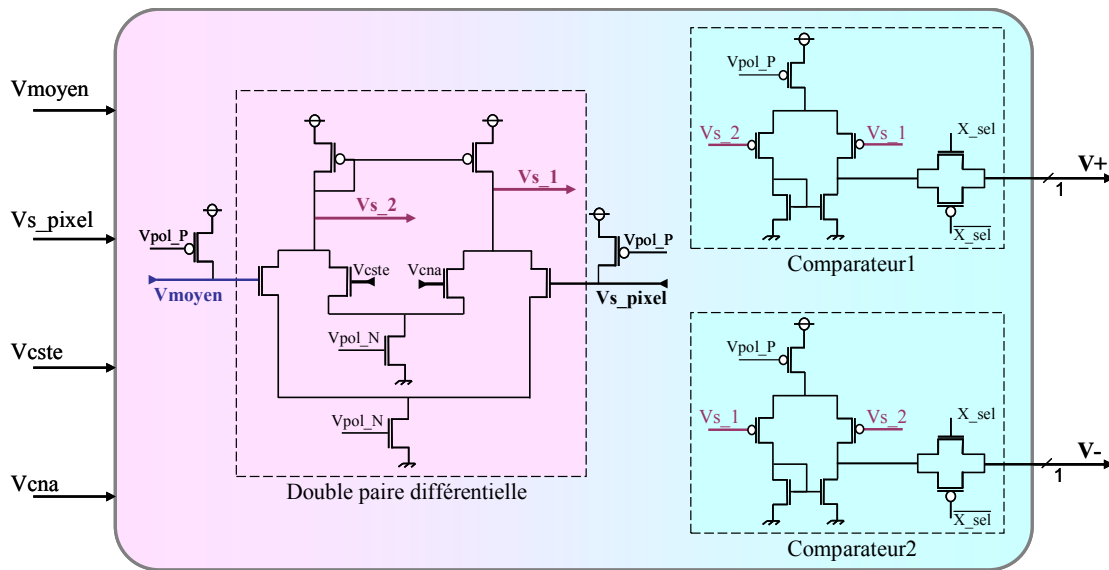 Vmoyen
Vs_pixel
Vcste
Vcna
Vpol_P
Vmoyen
Vs_2
Vs_1
Vcste
Vcna
Vpol_P
Vs_pixel
Vpol_N
Vpol_N
Double paire différentielle
Vpol_P
Vs_2
Vs_1
X_sel
X_sel
V+
1
Comparateur1
Vpol_P
Vs_1
Vs_2
X_sel
X_sel
V-
1
Comparateur2